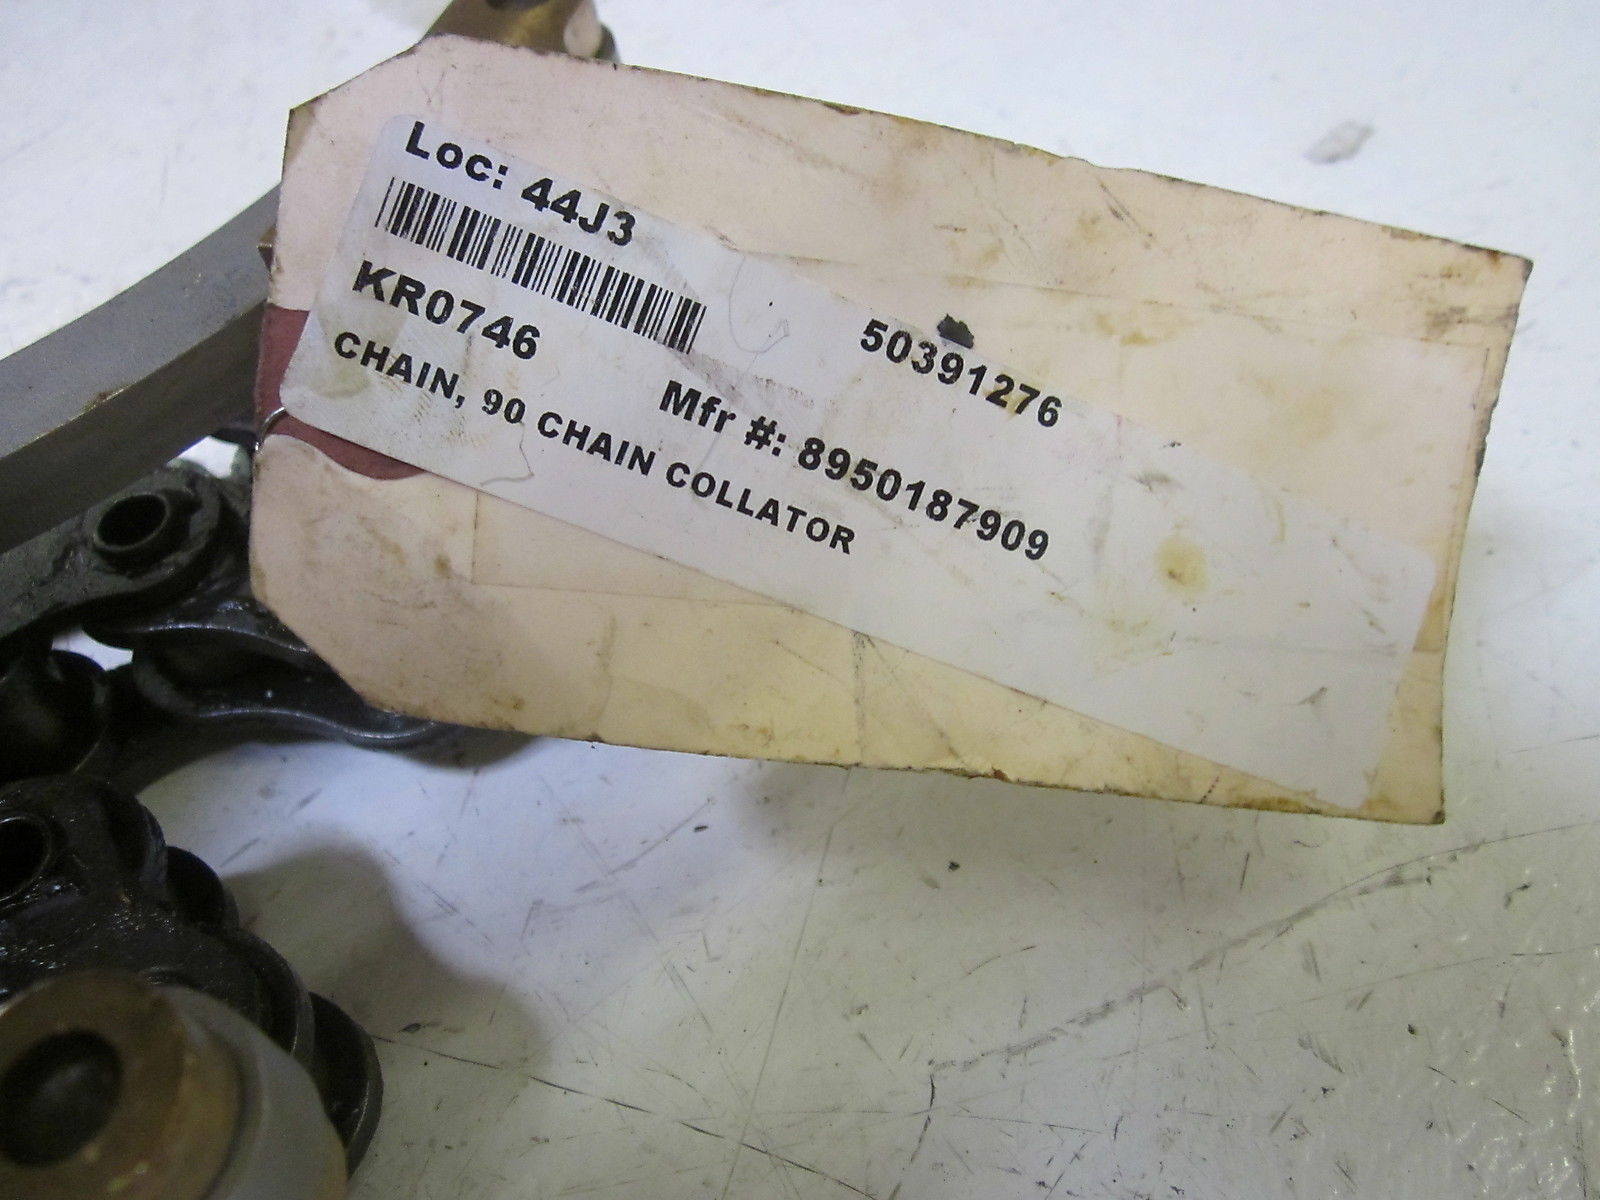 Loc: 44J3
KR0746
50391276
Mfr #: 8950187909
CHAIN, 90 CHAIN COLLATOR